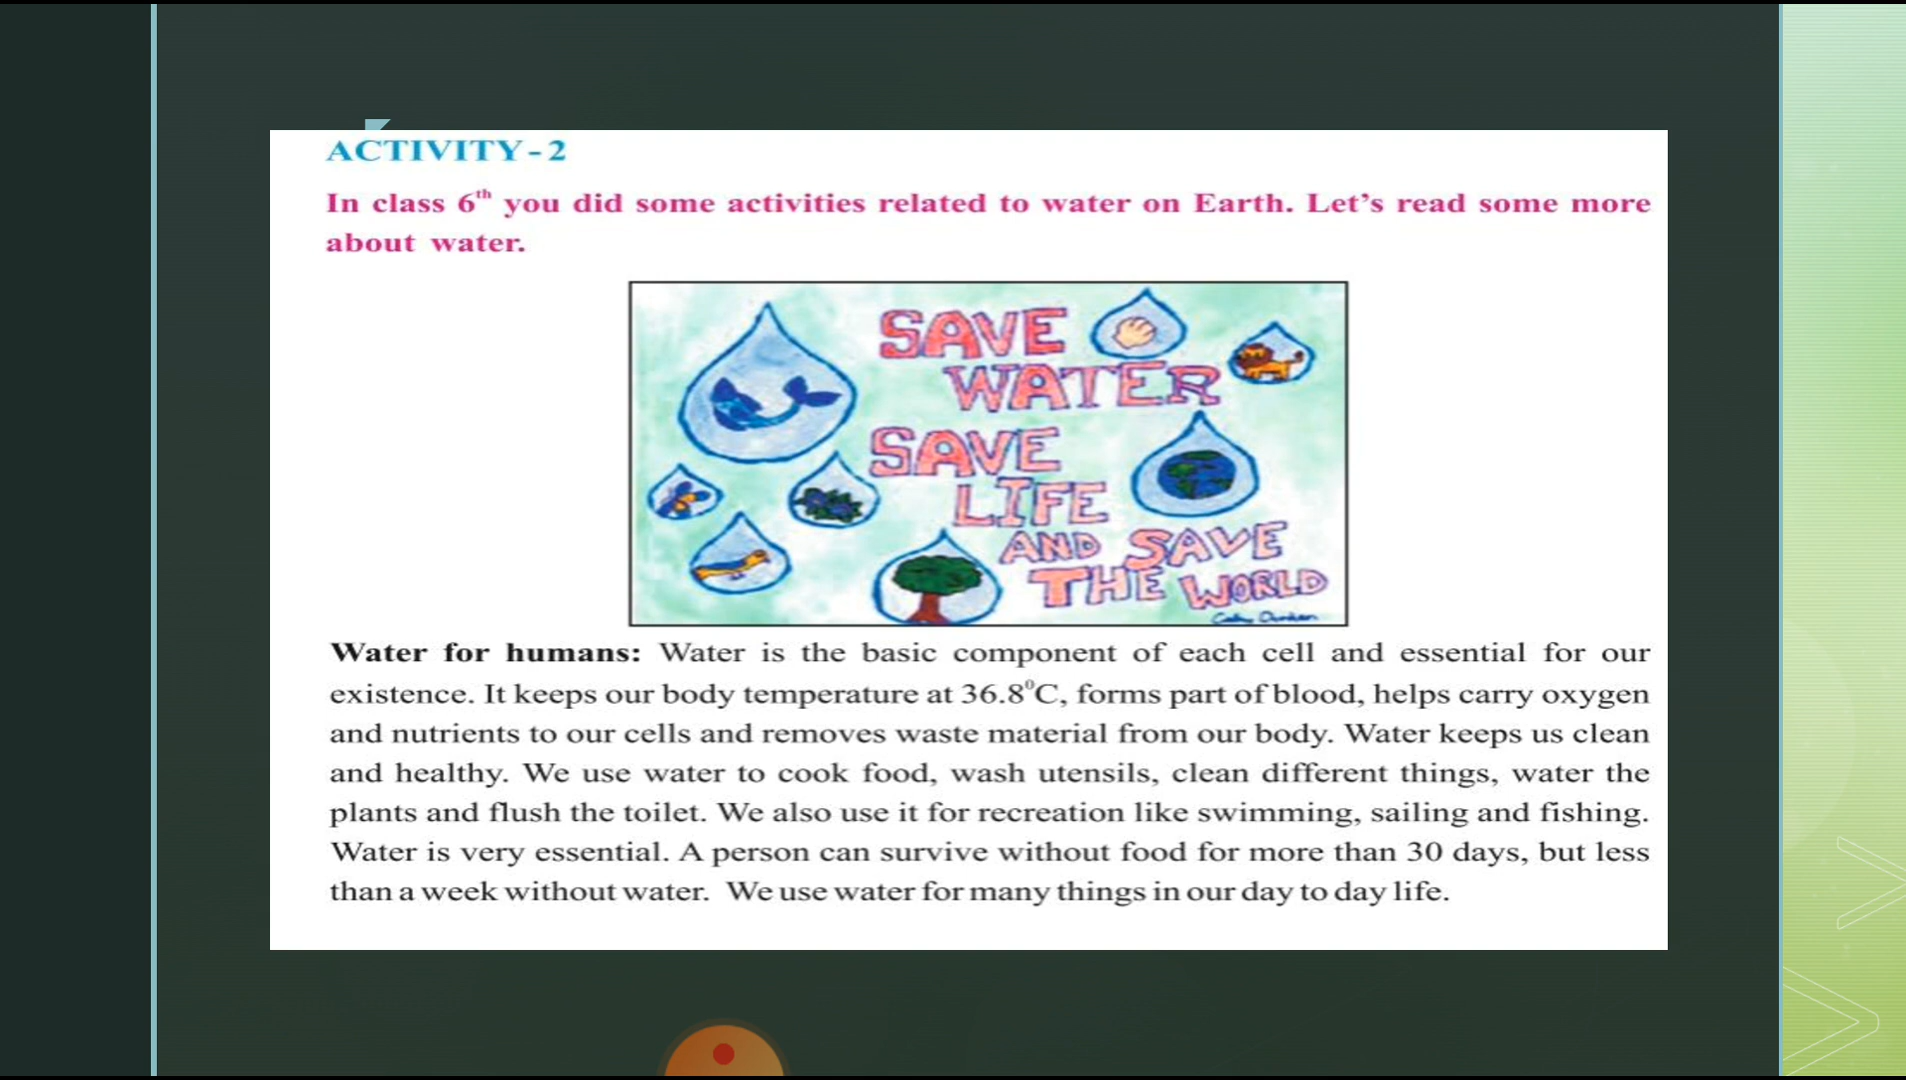 ACTIVITY - 2
In class 6th you did some activities related to water on Earth. Let's read some more
about water.
SAVE
WATER
SAVE
LIFE
AND SAVE
THE WORLD
Water for humans: Water is the basic component of each cell and essential for our
existence. It keeps our body temperature at 36.8⁰C, forms part of blood, helps carry oxygen
and nutrients to our cells and removes waste material from our body. Water keeps us clean
and healthy. We use water to cook food, wash utensils, clean different things, water the
plants and flush the toilet. We also use it for recreation like swimming, sailing and fishing.
Water is very essential. A person can survive without food for more than 30 days, but less
than a week without water. We use water for many things in our day to day life.